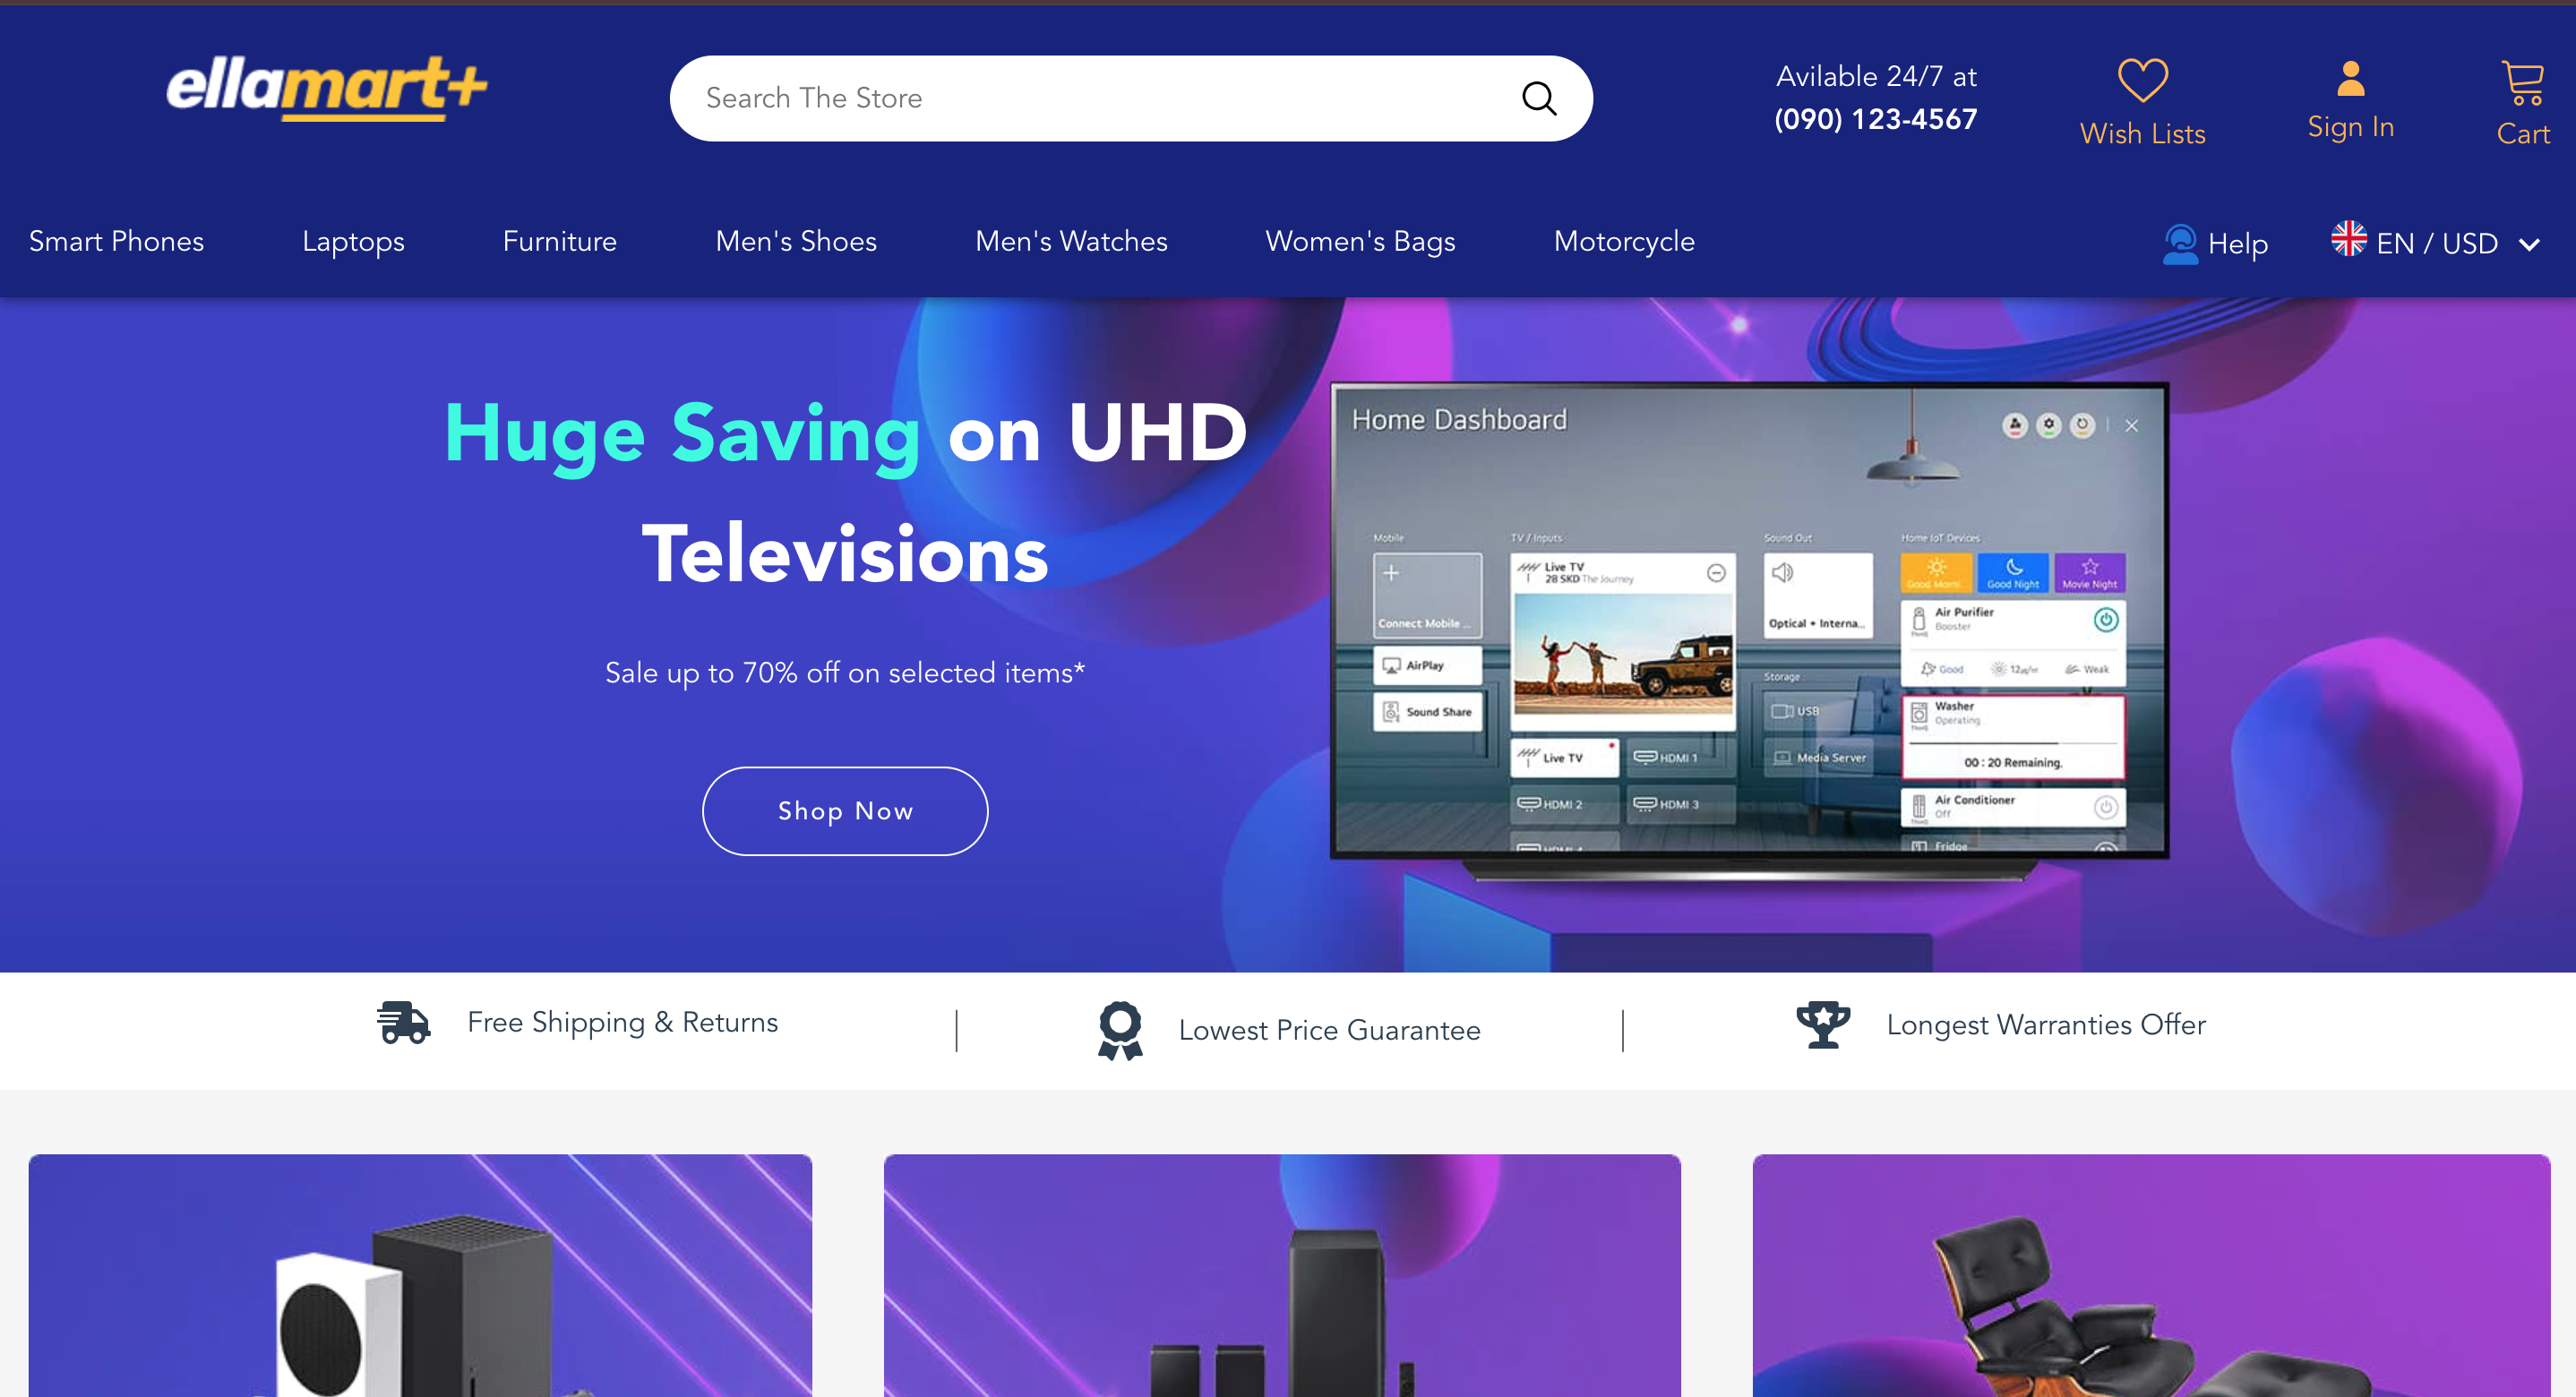 ellamart+
Search The Store
Avilable 24/7 at
(090) 123-4567
Wish Lists
Sign In
Cart
Smart Phones
Laptops
Furniture
Men's Shoes
Men's Watches
Women's Bags
Motorcycle
Help
EN / USD
Huge Saving on UHD
Televisions
Sale up to 70% off on selected items*
Shop Now
Home Dashboard
Mobile
Connect Mobile ...
AirPlay
Sound Share
TV / Inputs
Live TV
28 SKD The Journey
Live TV
HDMI 1
HDMI 2
HDMI 3
HDMI 4
Sound Out
Optical + Interna...
Storage
USB
Media Server
Home IoT Devices
Good Morni
Good Night
Movie Night
Air Purifier
Booster
Good
Weak
Washer
Operating
00 : 20 Remaining.
Air Conditioner
Off
Fridge
Free Shipping & Returns
Lowest Price Guarantee
Longest Warranties Offer